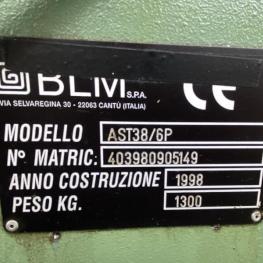 BLM S.P.A. CE
VIA SELVAREGINA 30 - 22063 CANTÙ (ITALIA)
MODELLO AST38/6P
Nº MATRIC. 403980905149
ANNO COSTRUZIONE 1998
PESO KG. 1300